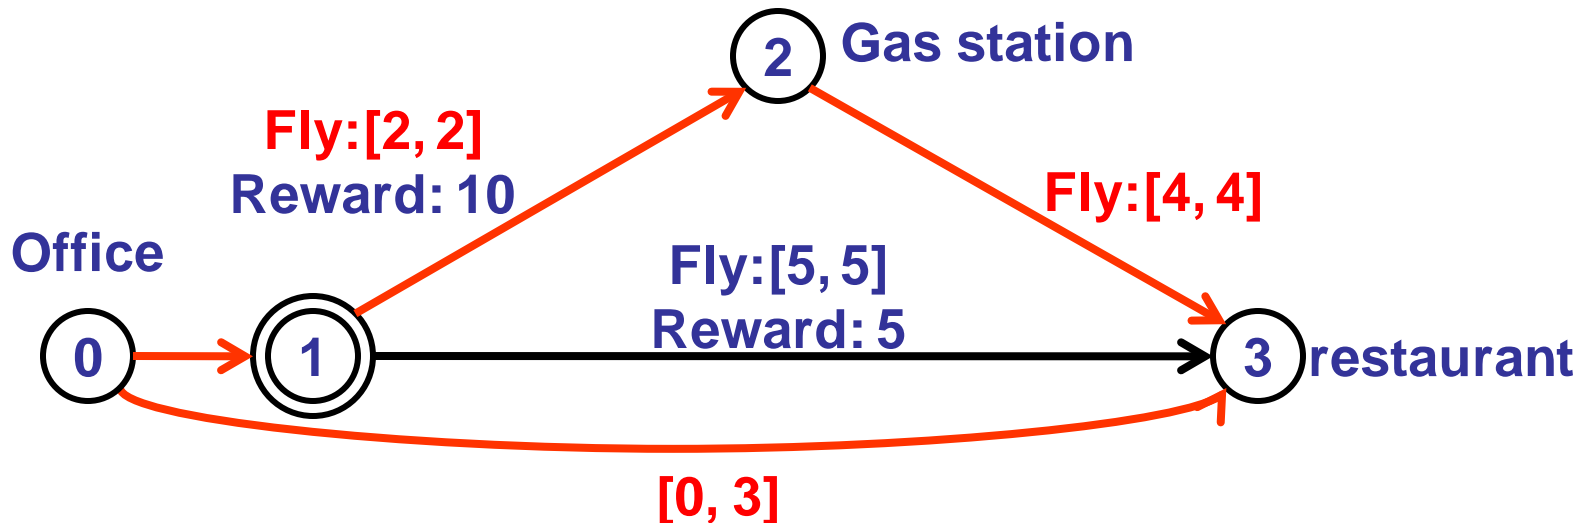 2 Gas station
Fly:[2, 2]
Reward: 10
Fly:[4, 4]
Office
Fly:[5, 5]
Reward: 5
0
1
3 restaurant
[0, 3]